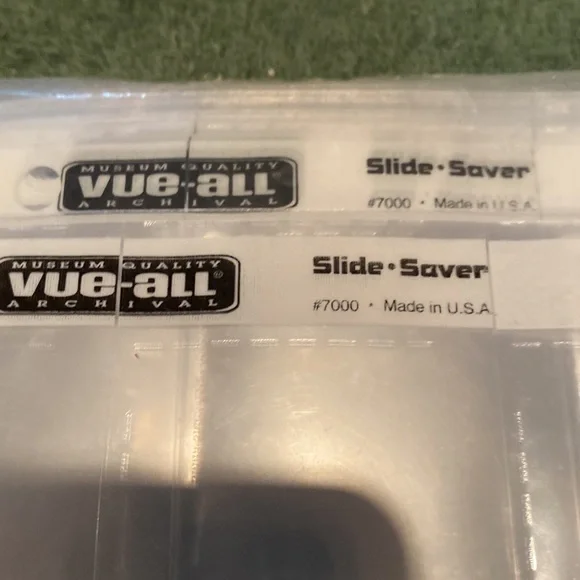 MUSEUM QUALITY
VUE-ALL
ARCHIVAL
Slide • Saver
#7000 • Made in U.S.A.
MUSEUM QUALITY
VUE-ALL®
ARCHIVAL
Slide • Saver
#7000 • Made in U.S.A.